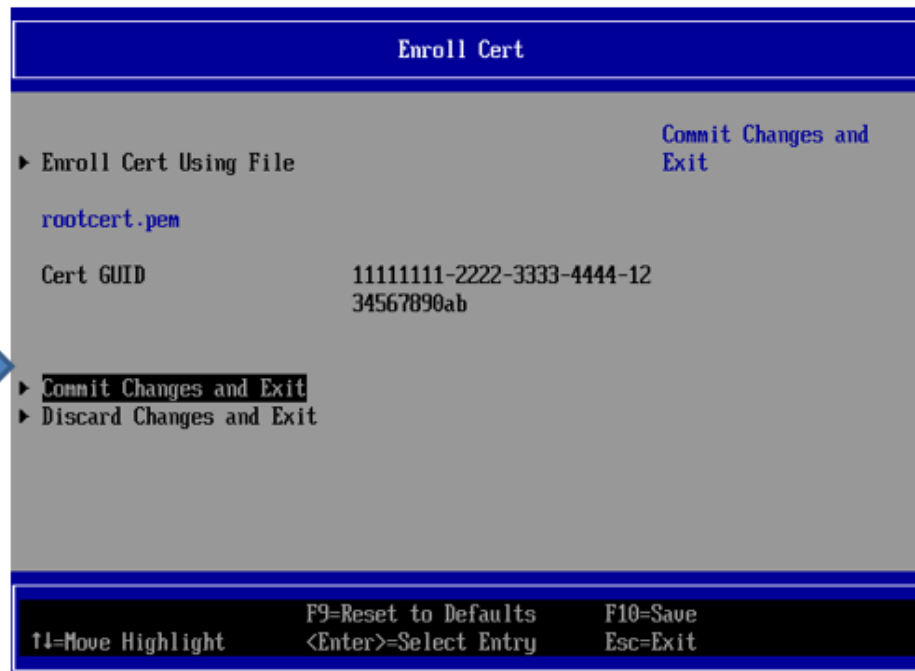 Enroll Cert
Commit Changes and
Exit
▶ Enroll Cert Using File
rootcert.pem
Cert GUID 11111111-2222-3333-4444-12
34567890ab
▶ Commit Changes and Exit
▶ Discard Changes and Exit
F9=Reset to Defaults F10=Save
↑↓=Move Highlight <Enter>=Select Entry Esc=Exit